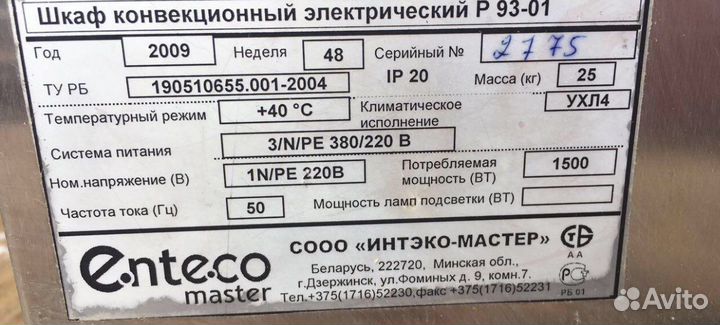 Шкаф конвекционный электрический Р 93-01
Год 2009 Неделя 48 Серийный № 2775
ТУ РБ 190510655.001-2004 IP 20 Масса (кг) 25
Температурный режим +40 °C Климатическое исполнение УХЛ4
Система питания 3/N/PE 380/220 В
Ном.напряжение (В) 1N/PE 220В Потребляемая мощность (ВТ) 1500
Частота тока (Гц) 50 Мощность ламп подсветки (ВТ)
enteco master
СООО «ИНТЭКО-МАСТЕР»
Беларусь, 222720, Минская обл.,
г.Дзержинск, ул.Фоминых д. 9, комн.7.
Тел.+375(1716)52230,факс +375(1716)52231
АА
РБ 01
Avito